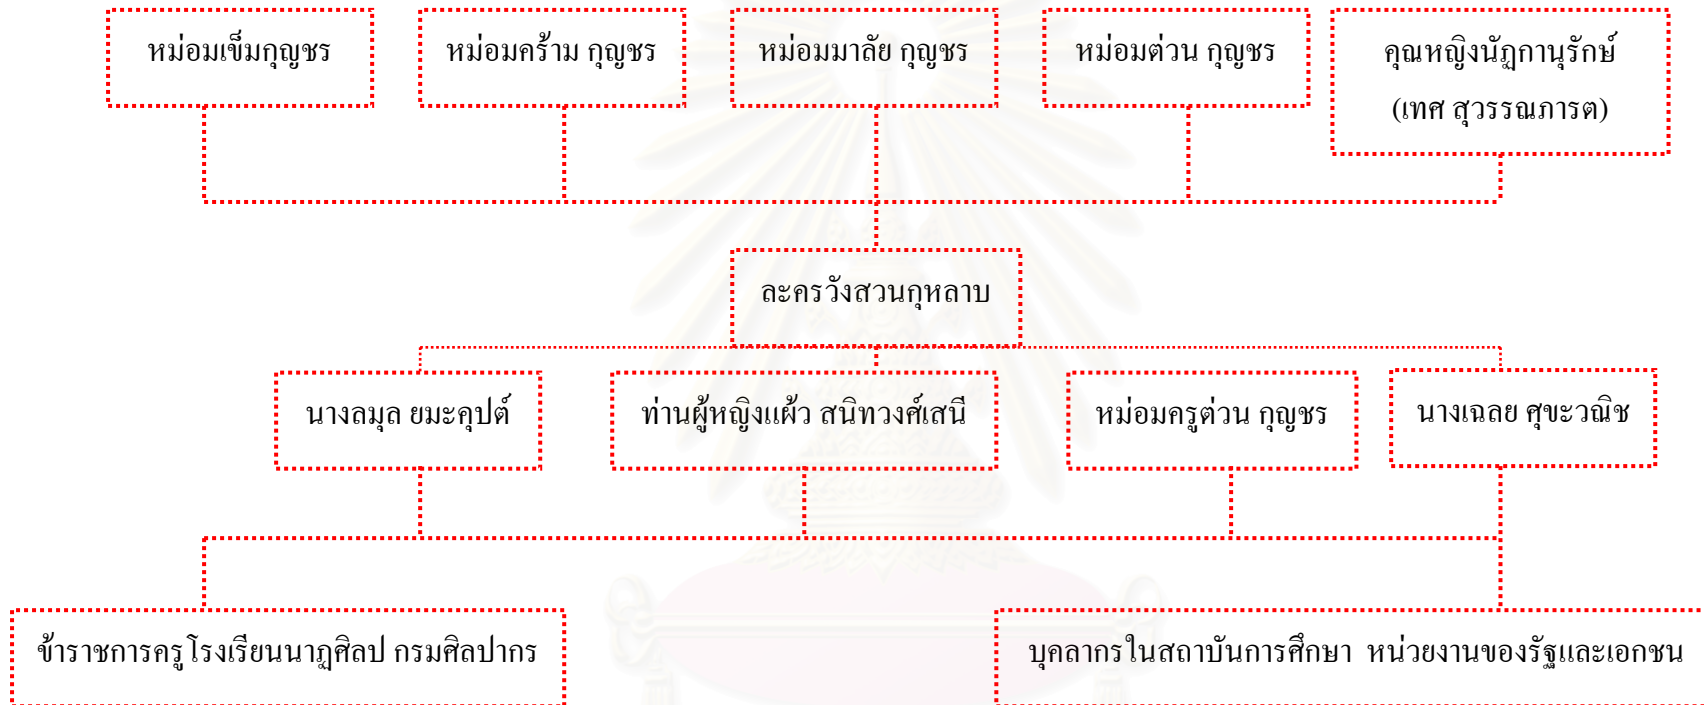 หม่อมเข็มกุญชร
หม่อมคร้าม กุญชร
หม่อมมาลัย กุญชร
หม่อมต่วน กุญชร
คุณหญิงนัฏกานุรักษ์
(เทศ สุวรรณภารต)
ละครวังสวนกุหลาบ
นางลมุล ยมะคุปต์
ท่านผู้หญิงแผ้ว สนิทวงศ์เสนี
หม่อมครูต่วน กุญชร
นางเฉลย ศุขะวณิช
ข้าราชการครูโรงเรียนนาฏศิลป กรมศิลปากร
บุคลากรในสถาบันการศึกษา หน่วยงานของรัฐและเอกชน